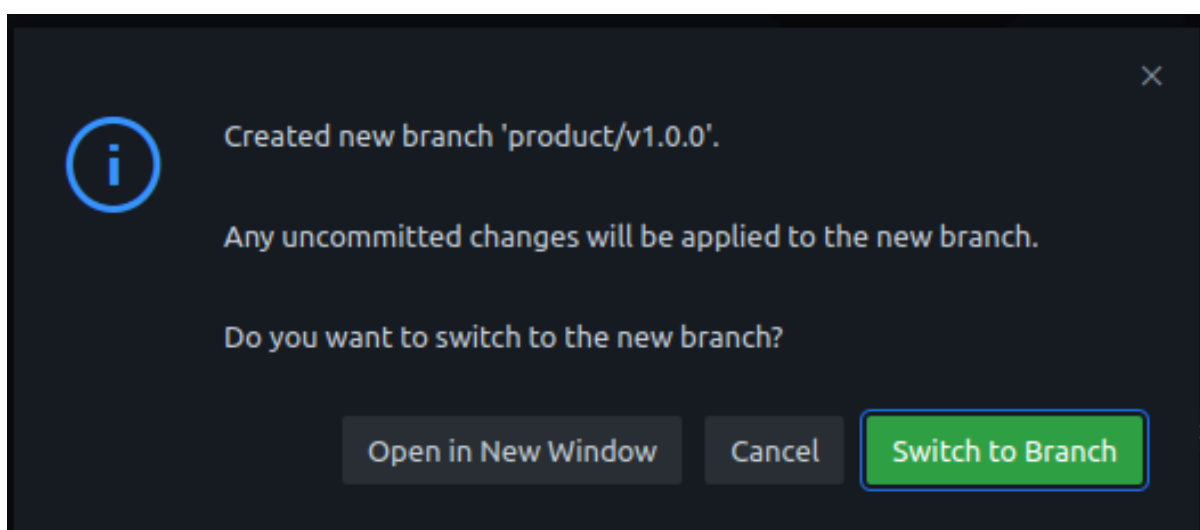 Created new branch 'product/v1.0.0'.
Any uncommitted changes will be applied to the new branch.
Do you want to switch to the new branch?
Open in New Window
Cancel
Switch to Branch